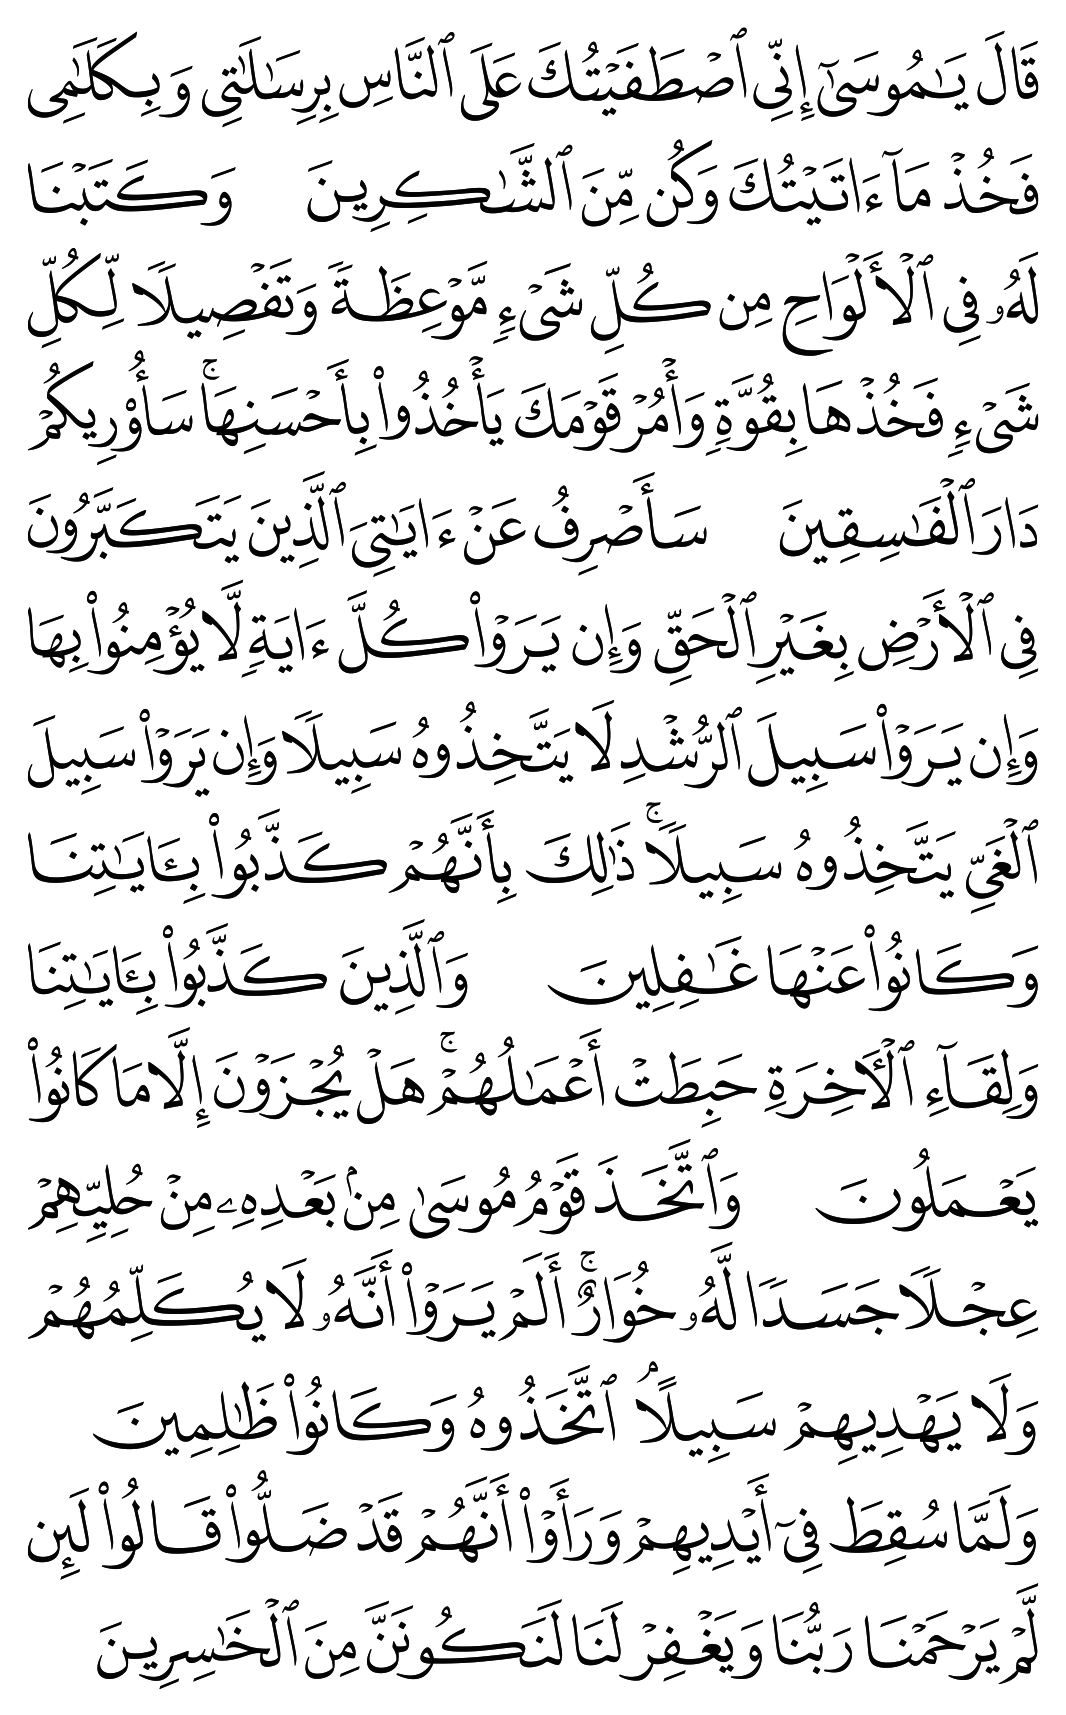 قَالَ يَـٰمُوسَىٰٓ إِنِّى ٱصْطَفَيْتُكَ عَلَى ٱلنَّاسِ بِرِسَـٰلَـٰتِى وَبِكَلَـٰمِى
فَخُذْ مَآ ءَاتَيْتُكَ وَكُن مِّنَ ٱلشَّـٰكِرِينَ وَكَتَبْنَا
لَهُۥ فِى ٱلْأَلْوَاحِ مِن كُلِّ شَىْءٍ مَّوْعِظَةً وَتَفْصِيلًا لِّكُلِّ
شَىْءٍ فَخُذْهَا بِقُوَّةٍ وَأْمُرْ قَوْمَكَ يَأْخُذُوا۟ بِأَحْسَنِهَا ۚ سَأُو۟رِيكُمْ
دَارَ ٱلْفَـٰسِقِينَ سَأَصْرِفُ عَنْ ءَايَـٰتِىَ ٱلَّذِينَ يَتَكَبَّرُونَ
فِى ٱلْأَرْضِ بِغَيْرِ ٱلْحَقِّ وَإِن يَرَوْا۟ كُلَّ ءَايَةٍ لَّا يُؤْمِنُوا۟ بِهَا
وَإِن يَرَوْا۟ سَبِيلَ ٱلرُّشْدِ لَا يَتَّخِذُوهُ سَبِيلًا وَإِن يَرَوْا۟ سَبِيلَ
ٱلْغَىِّ يَتَّخِذُوهُ سَبِيلًا ۚ ذَٰلِكَ بِأَنَّهُمْ كَذَّبُوا۟ بِـَٔايَـٰتِنَا
وَكَانُوا۟ عَنْهَا غَـٰفِلِينَ وَٱلَّذِينَ كَذَّبُوا۟ بِـَٔايَـٰتِنَا
وَلِقَآءِ ٱلْـَٔاخِرَةِ حَبِطَتْ أَعْمَـٰلُهُمْ ۚ هَلْ يُجْزَوْنَ إِلَّا مَا كَانُوا۟
يَعْمَلُونَ وَٱتَّخَذَ قَوْمُ مُوسَىٰ مِنۢ بَعْدِهِۦ مِنْ حُلِيِّهِمْ
عِجْلًا جَسَدًا لَّهُۥ خُوَارٌ ۚ أَلَمْ يَرَوْا۟ أَنَّهُۥ لَا يُكَلِّمُهُمْ
وَلَا يَهْدِيهِمْ سَبِيلًا ۘ ٱتَّخَذُوهُ وَكَانُوا۟ ظَـٰلِمِينَ
وَلَمَّا سُقِطَ فِىٓ أَيْدِيهِمْ وَرَأَوْا۟ أَنَّهُمْ قَدْ ضَلُّوا۟ قَالُوا۟ لَئِن
لَّمْ يَرْحَمْنَا رَبُّنَا وَيَغْفِرْ لَنَا لَنَكُونَنَّ مِنَ ٱلْخَـٰسِرِينَ